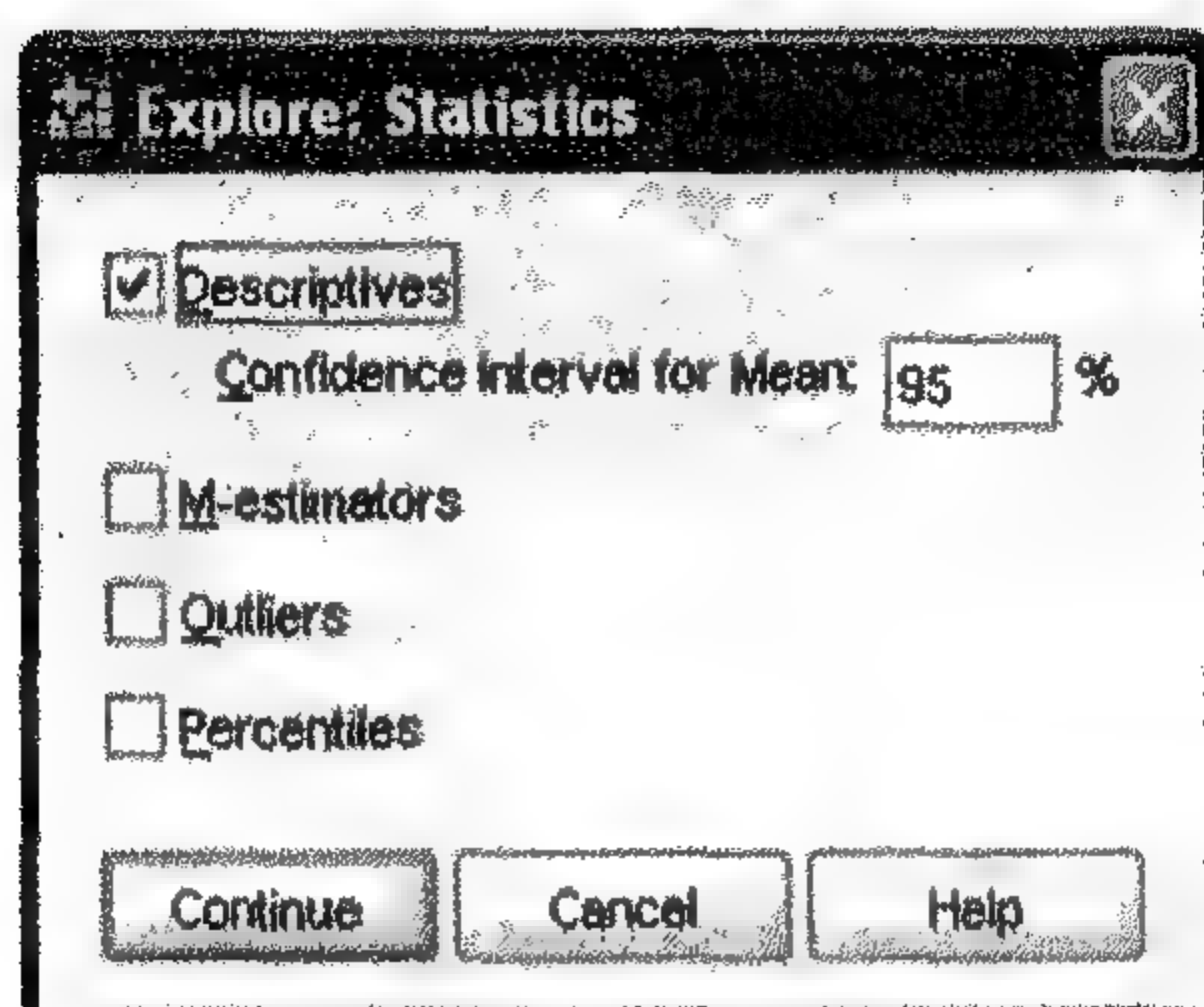 Explore: Statistics
Descriptives
Confidence Interval for Mean: 95 %
M-estimators
Outliers
Percentiles
Continue Cancel Help